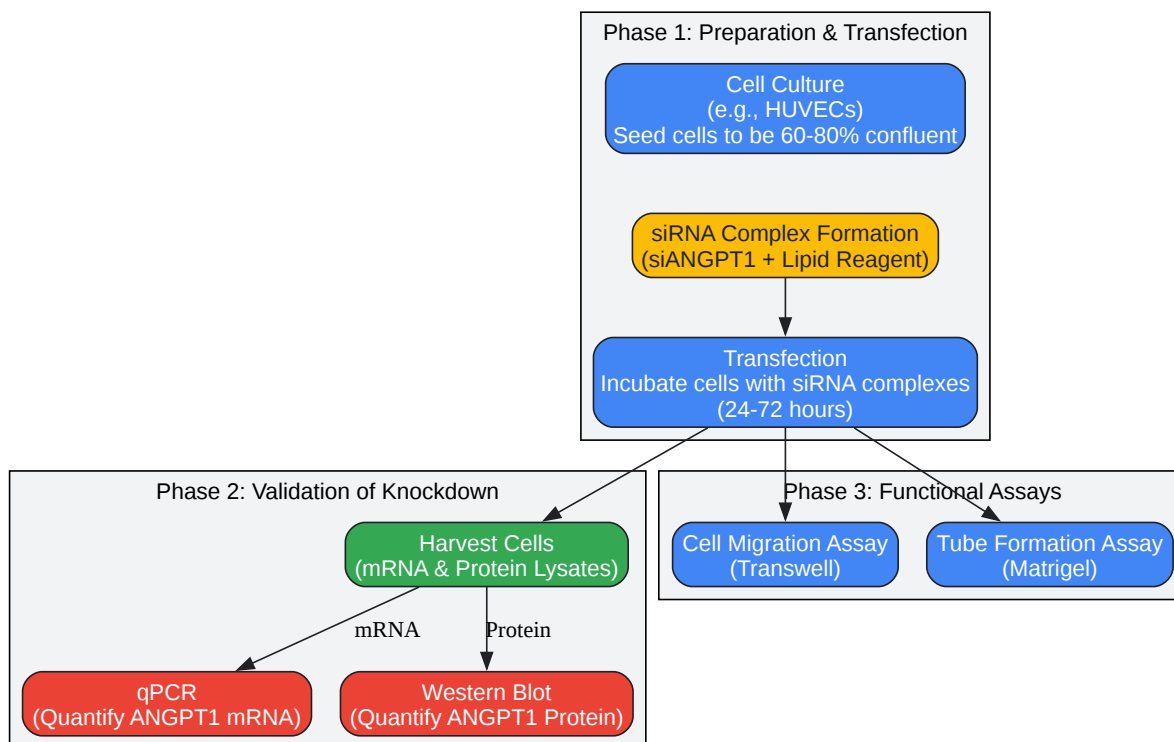 Phase 1: Preparation & Transfection
Cell Culture
(e.g., HUVECs)
Seed cells to be 60-80% confluent
siRNA Complex Formation
(siANGPT1 + Lipid Reagent)
Transfection
Incubate cells with siRNA complexes
(24-72 hours)
Phase 2: Validation of Knockdown
Harvest Cells
(mRNA & Protein Lysates)
mRNA
Protein
qPCR
(Quantify ANGPT1 mRNA)
Western Blot
(Quantify ANGPT1 Protein)
Phase 3: Functional Assays
Cell Migration Assay
(Transwell)
Tube Formation Assay
(Matrigel)